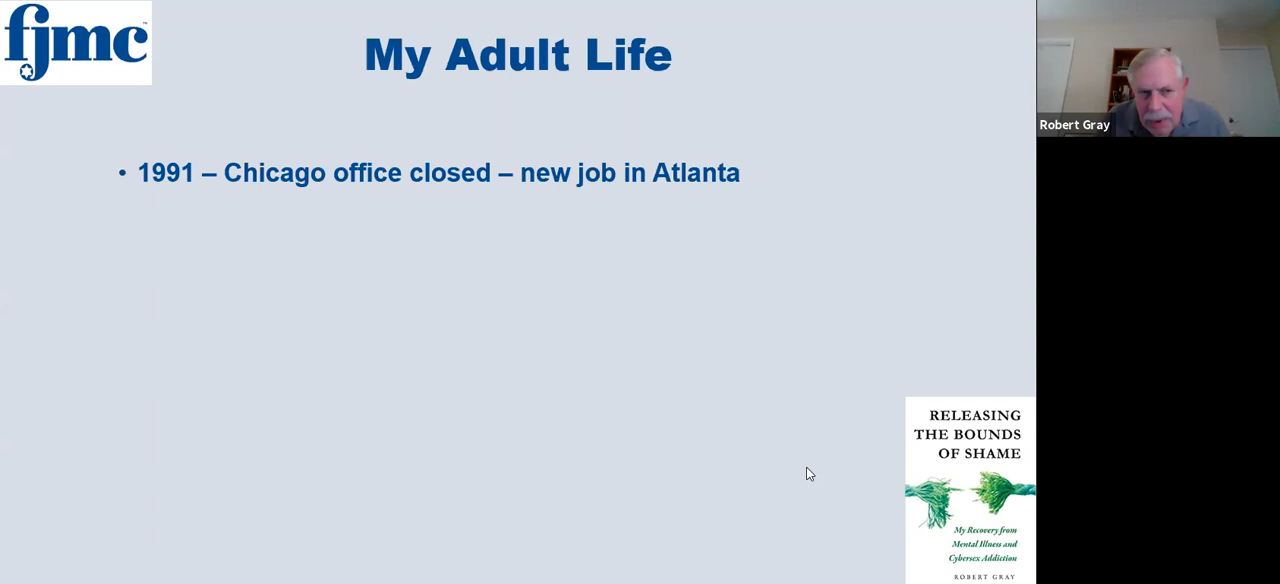 fjmc
My Adult Life
• 1991 – Chicago office closed – new job in Atlanta
Robert Gray
RELEASING
THE BOUNDS
OF SHAME
My Recovery from
Mental Illness and
Cybersex Addiction
ROBERT GRAY